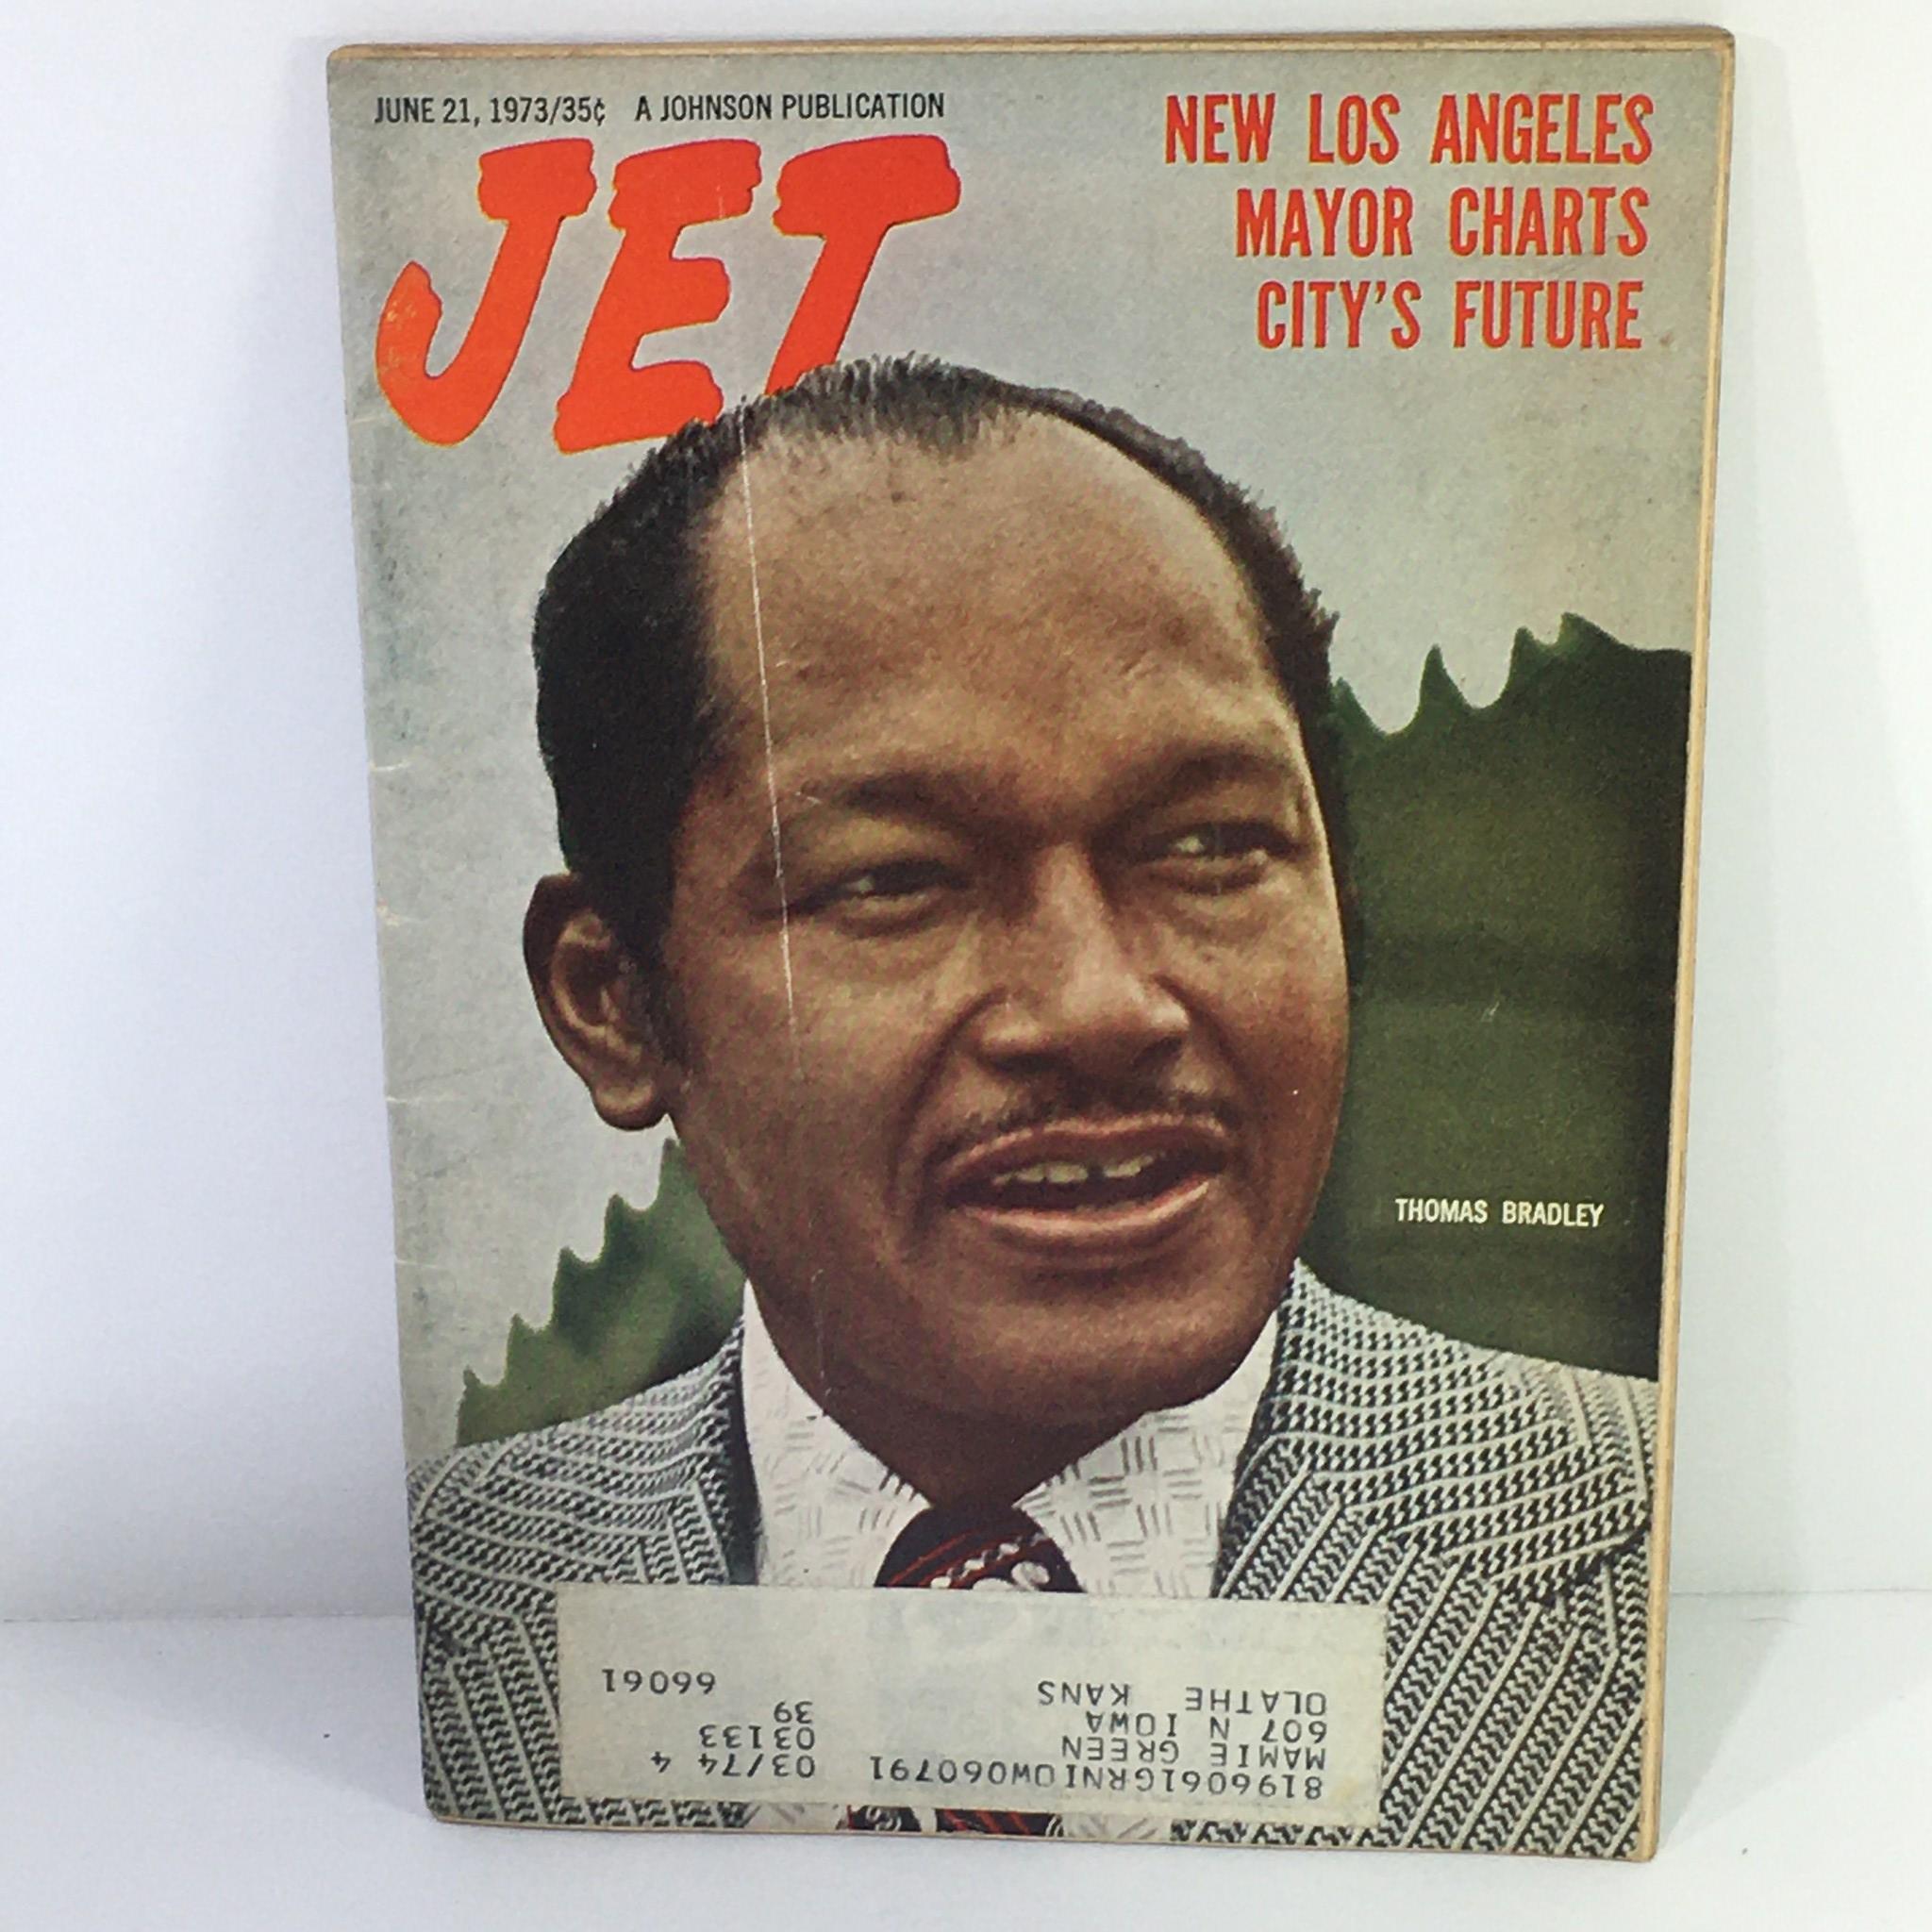 JUNE 21, 1973/35¢ A JOHNSON PUBLICATION
JET
NEW LOS ANGELES
MAYOR CHARTS
CITY'S FUTURE
THOMAS BRADLEY
8196061GRNIOW060791 03/74 4
MAMIE GREEN 03133
607 N IOWA 39
OLATHE KANS 66061